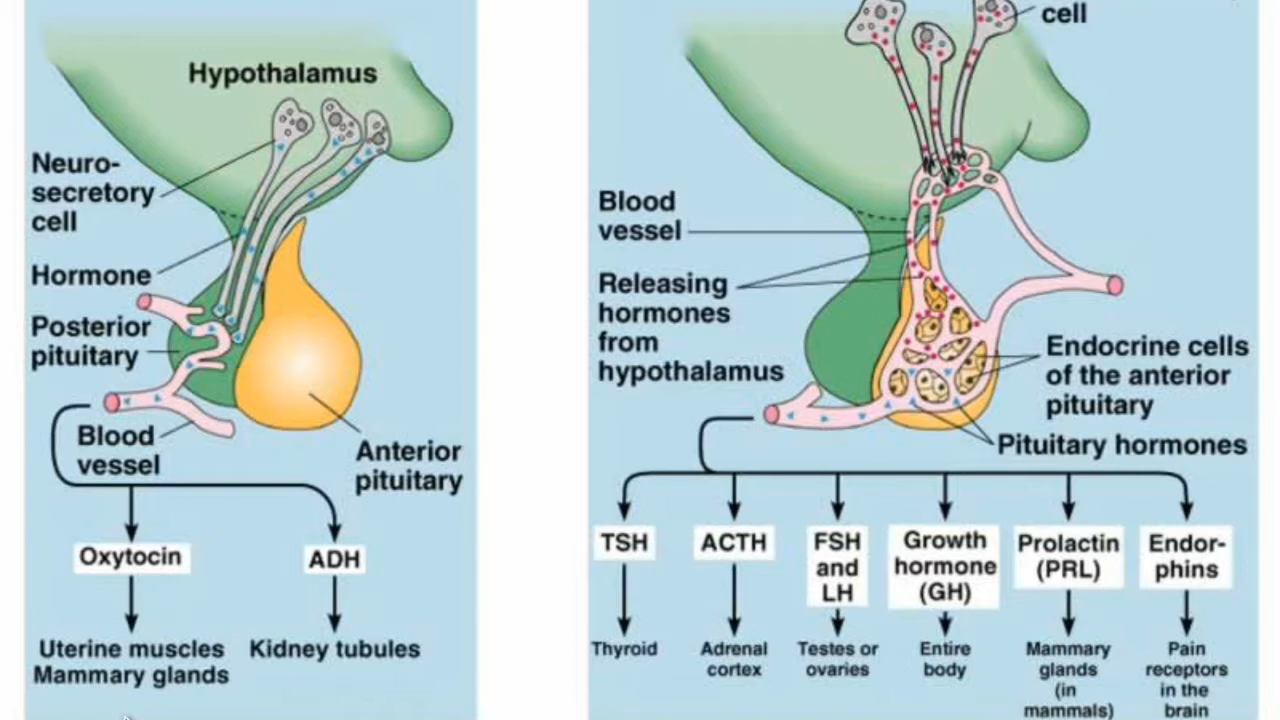 Hypothalamus
Neuro-
secretory
cell
Hormone
Posterior
pituitary
Blood
vessel
Anterior
pituitary
Oxytocin
ADH
Uterine muscles
Mammary glands
Kidney tubules
cell
Blood
vessel
Releasing
hormones
from
hypothalamus
Endocrine cells
of the anterior
pituitary
Pituitary hormones
TSH
ACTH
FSH
and
LH
Growth
hormone
(GH)
Prolactin
(PRL)
Endor-
phins
Thyroid
Adrenal
cortex
Testes or
ovaries
Entire
body
Mammary
glands
(in
mammals)
Pain
receptors
in the
brain